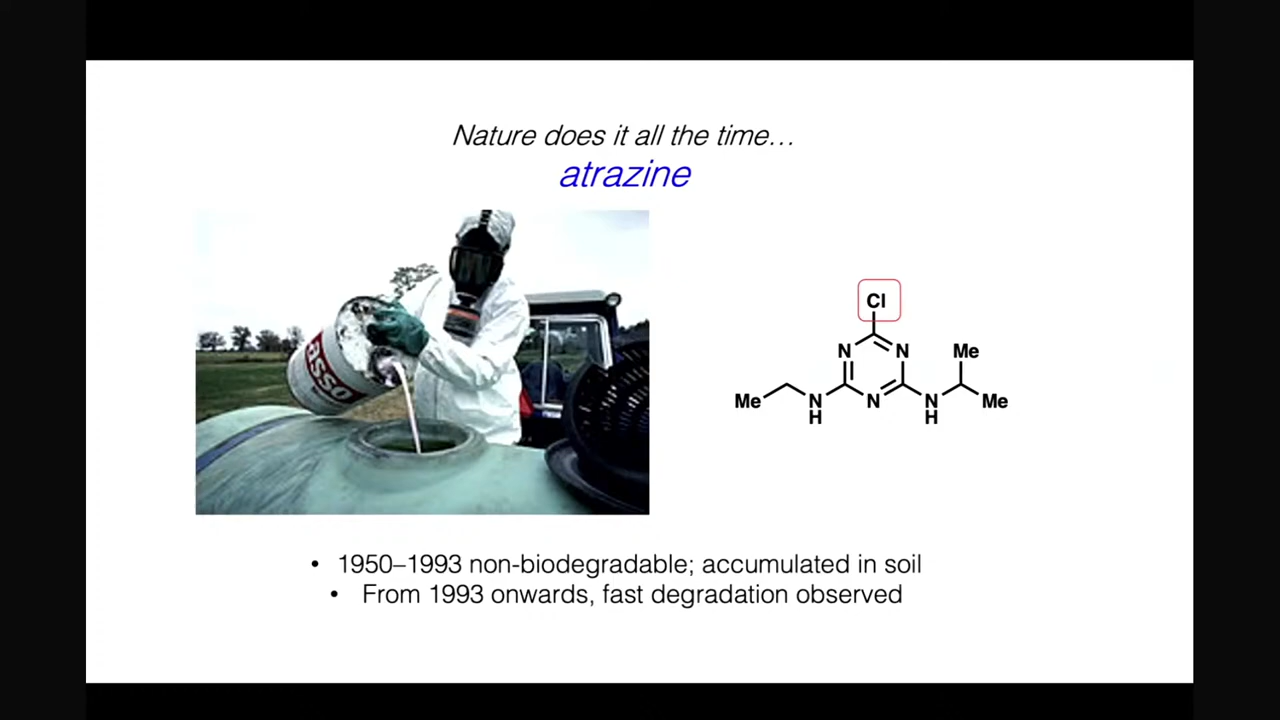 Nature does it all the time…
atrazine
asso
Cl
N N
Me
Me N N N Me
H H
• 1950–1993 non-biodegradable; accumulated in soil
• From 1993 onwards, fast degradation observed